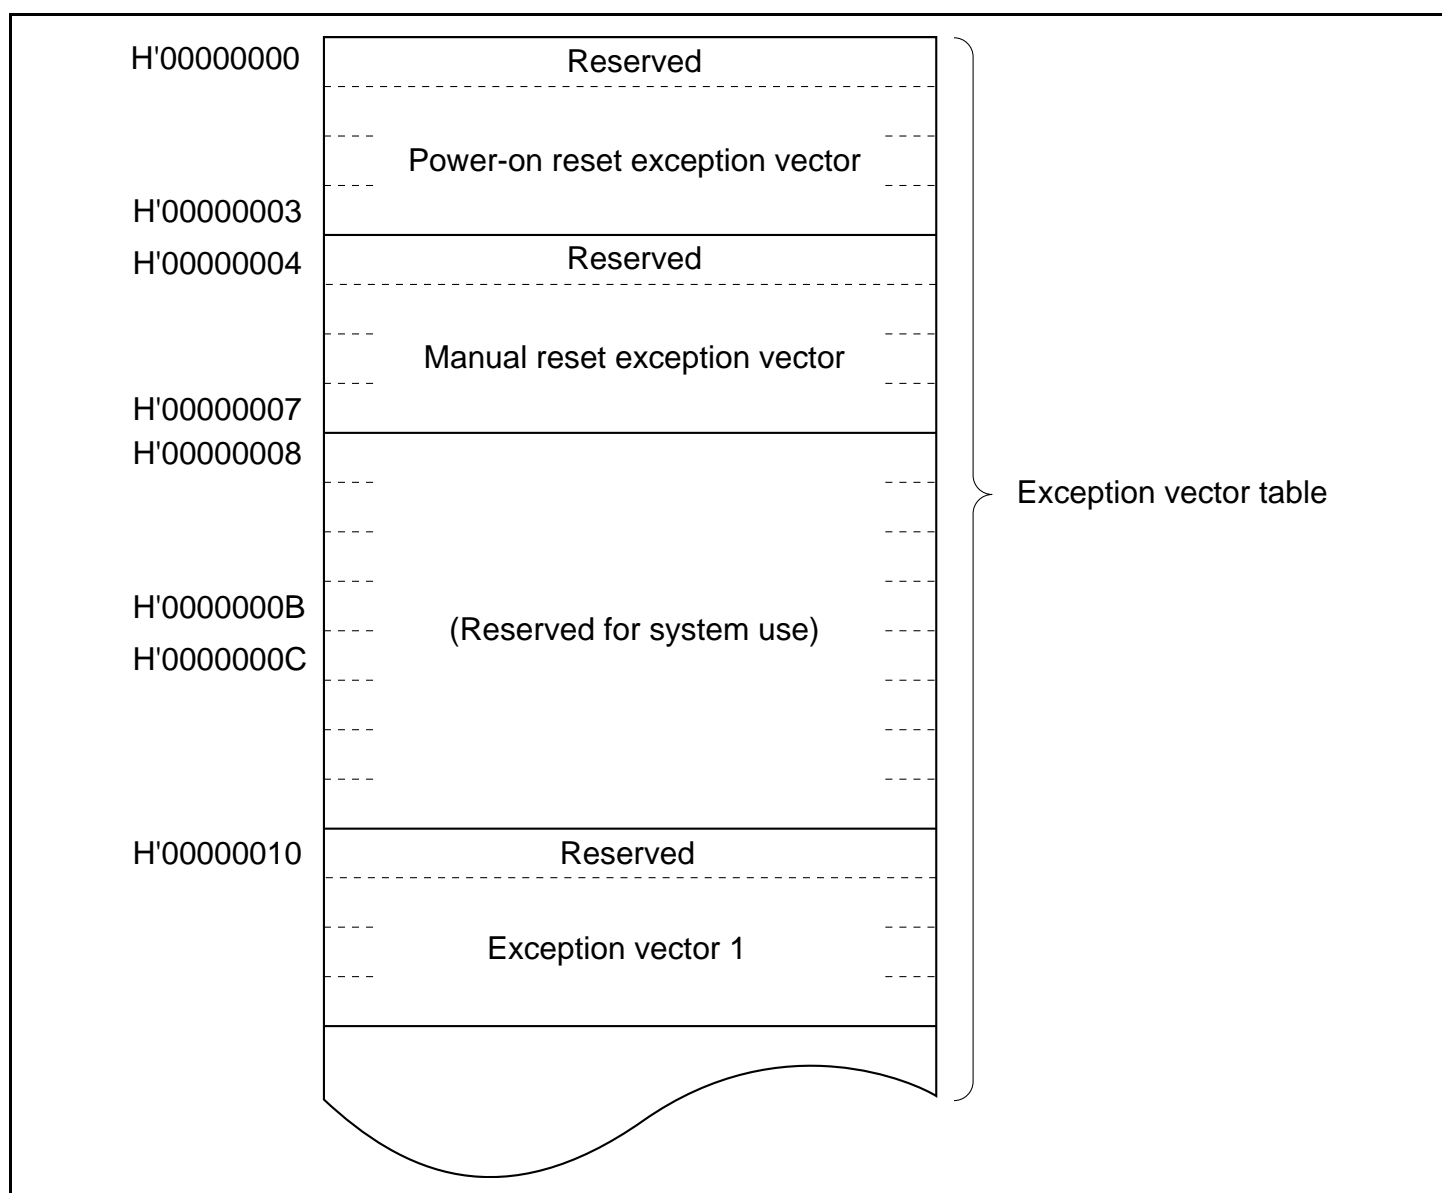 H'00000000 Reserved
Power-on reset exception vector
H'00000003
H'00000004 Reserved
Manual reset exception vector
H'00000007
H'00000008
Exception vector table
H'0000000B
(Reserved for system use)
H'0000000C
H'00000010 Reserved
Exception vector 1